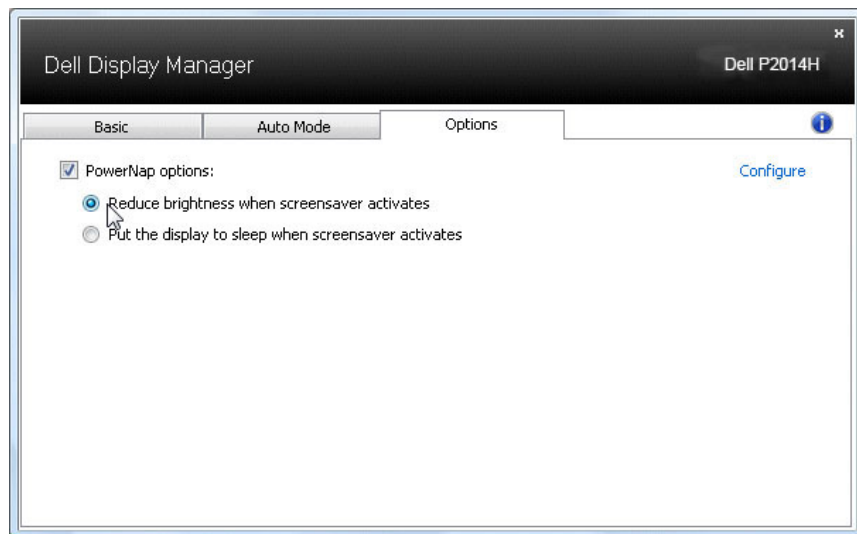 Dell Display Manager
Dell P2014H
Basic
Auto Mode
Options
PowerNap options:
Configure
Reduce brightness when screensaver activates
Put the display to sleep when screensaver activates